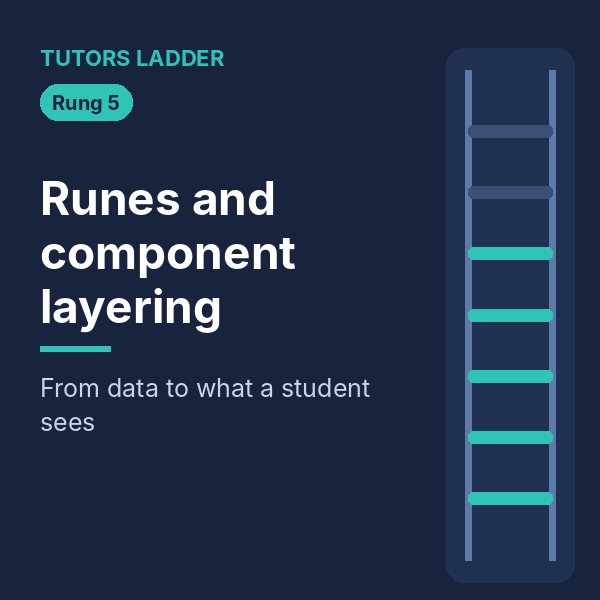 TUTORS LADDER
Rung 5
Runes and
component
layering
From data to what a student
sees